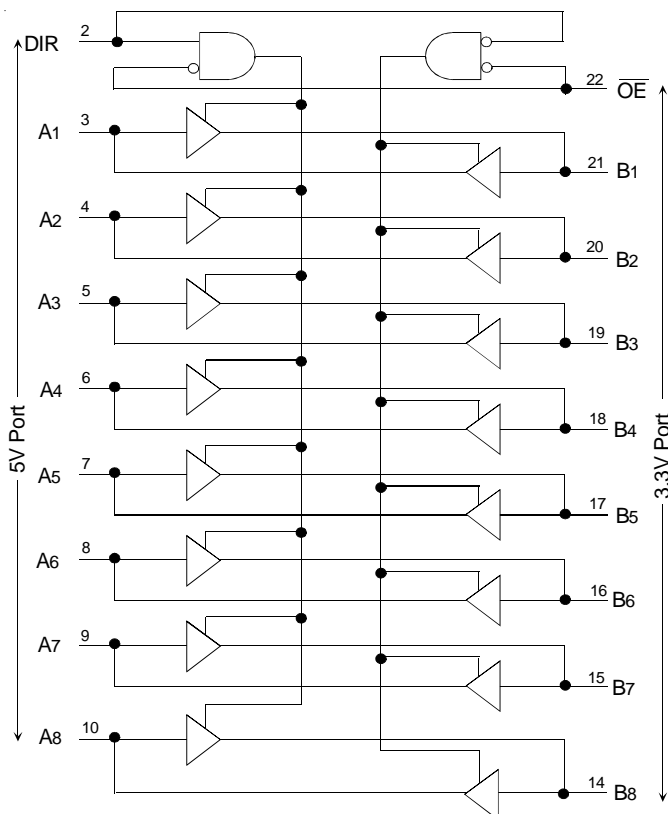 DIR 2
22 OE
A1 3
21 B1
A2 4
20 B2
A3 5
19 B3
A4 6
18 B4
A5 7
17 B5
A6 8
16 B6
A7 9
15 B7
A8 10
14 B8
5V Port
3.3V Port